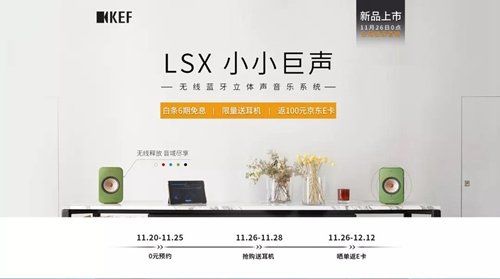 KEF
新品上市
11月26日0点
LSX 小小巨声
无线蓝牙立体声音乐系统
白条6期免息 | 限量送耳机 | 返100元京东E卡
无线释放 音域尽享
11.20-11.25
0元预约
11.26-11.28
抢购送耳机
11.26-12.12
晒单返E卡